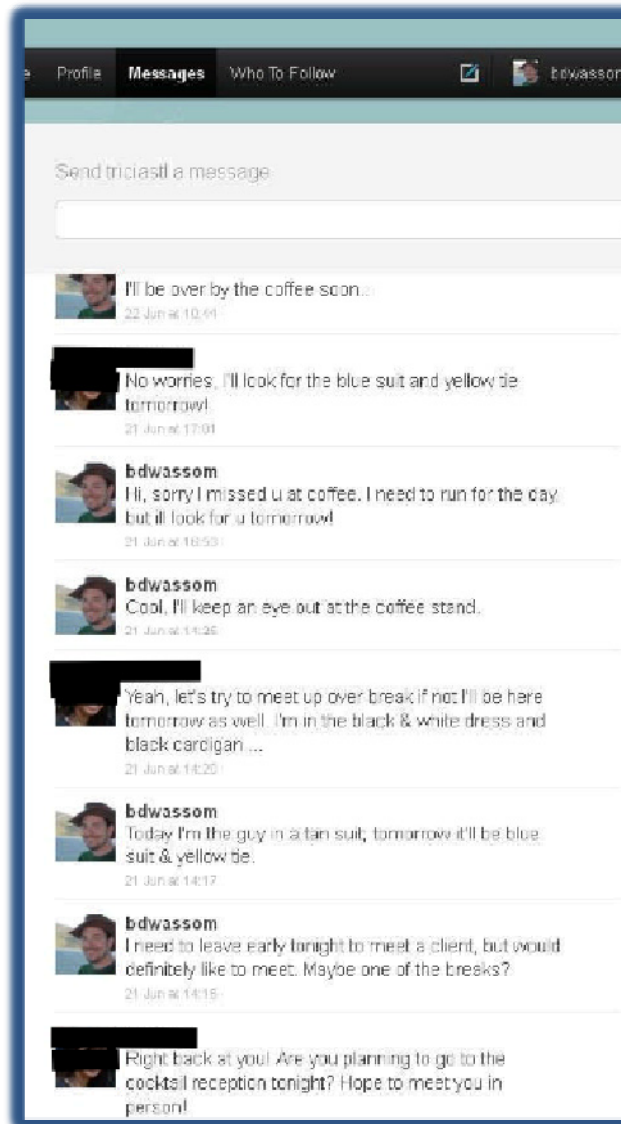 e Profile Messages Who To Follow bdwasson
Send triciastl a message
I'll be over by the coffee soon..
22 Jun at 10:44
No worries, I'll look for the blue suit and yellow tie
tomorrow!
21 Jun at 17:01
bdwassom
Hi, sorry I missed u at coffee. I need to run for the day,
but ill look for u tomorrow!
21 Jun at 16:53
bdwassom
Cool, I'll keep an eye out at the coffee stand.
21 Jun at 14:26
Yeah, let's try to meet up over break if not I'll be here
tomorrow as well. I'm in the black & white dress and
black cardigan ...
21 Jun at 14:20
bdwassom
Today I'm the guy in a tan suit; tomorrow it'll be blue
suit & yellow tie.
21 Jun at 14:17
bdwassom
I need to leave early tonight to meet a client, but would
definitely like to meet. Maybe one of the breaks?
21 Jun at 14:16
Right back at you! Are you planning to go to the
cocktail reception tonight? Hope to meet you in
person!